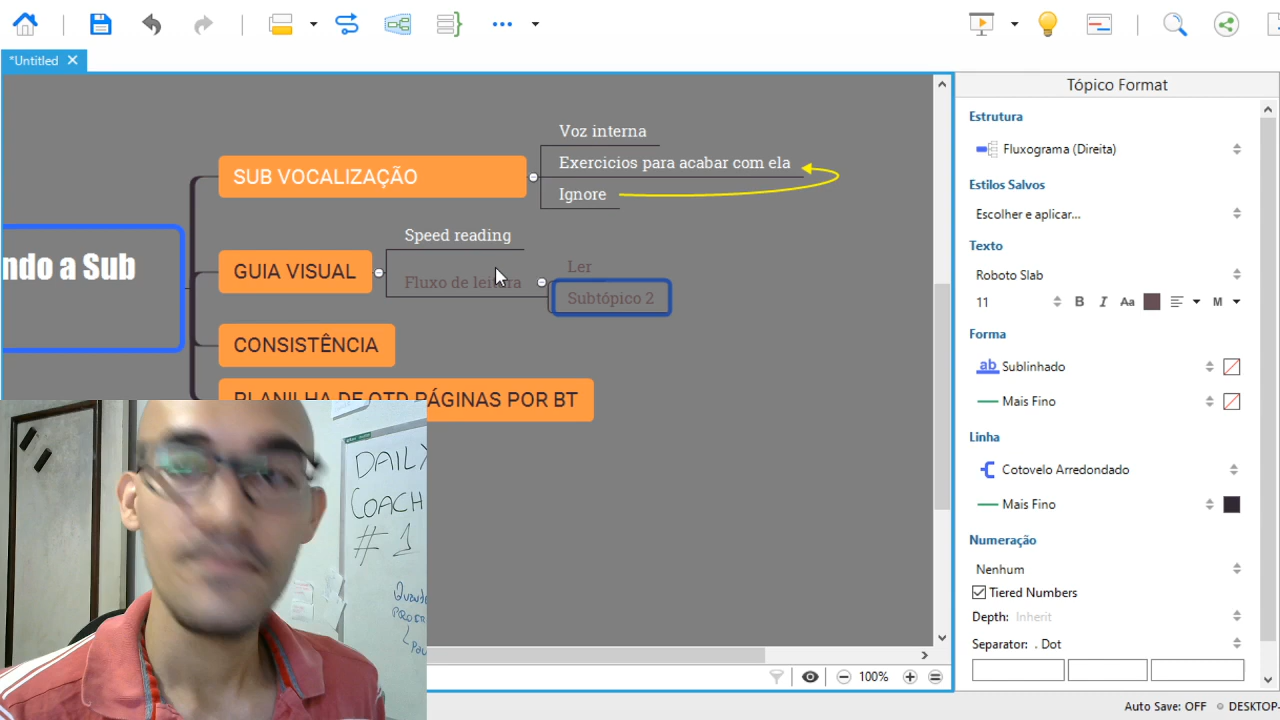 *Untitled
Voz interna
Exercicios para acabar com ela
Ignore
SUB VOCALIZAÇÃO
Speed reading
Fluxo de leitura
Ler
Subtópico 2
GUIA VISUAL
ndo a Sub
CONSISTÊNCIA
PLANILHA DE QTD PÁGINAS POR BT
DAILY
COACH
# 1
100%
Tópico Format
Estrutura
Fluxograma (Direita)
Estilos Salvos
Escolher e aplicar...
Texto
Roboto Slab
11
B I Aa M
Forma
ab Sublinhado
Mais Fino
Linha
Cotovelo Arredondado
Mais Fino
Numeração
Nenhum
Tiered Numbers
Depth: Inherit
Separator: . Dot
Auto Save: OFF
DESKTOP-